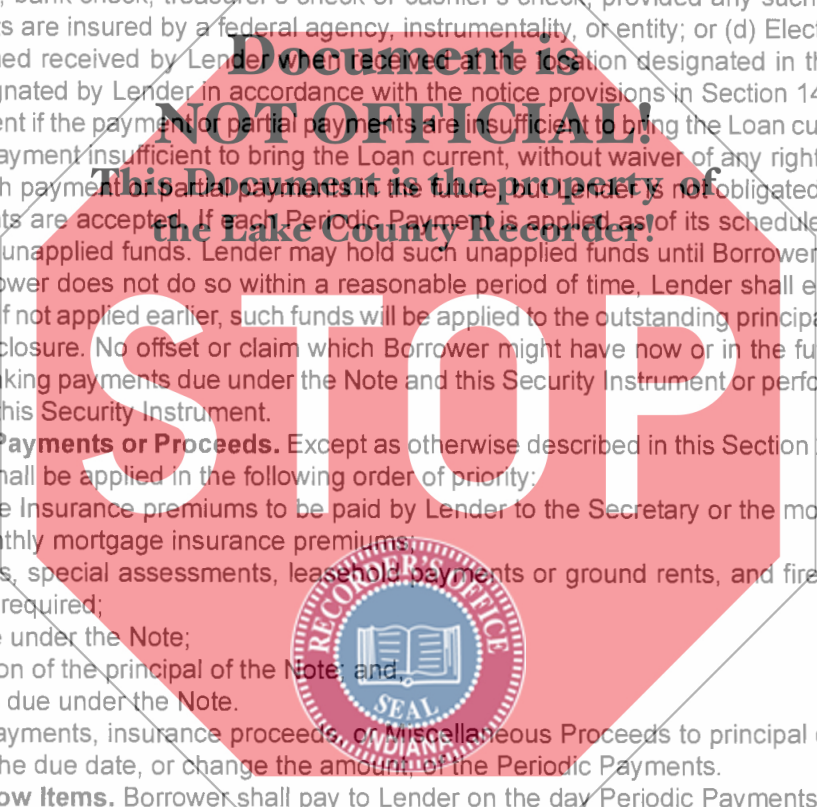 bank check, treasurer's check or cashier's check, provided any such
ts are insured by a federal agency, instrumentality, or entity; or (d) Elect
ed received by Lender when received at the location designated in th
Document is
gnated by Lender in accordance with the notice provisions in Section 14
NOT OFFICIAL!
ent if the payment or partial payments are insufficient to bring the Loan cu
ayment insufficient to bring the Loan current, without waiver of any right
This Document is the property of
h payment or partial payments in the future, but Lender is not obligated
ts are accepted. If each Periodic Payment is applied as of its schedule
the Lake County Recorder!
unapplied funds. Lender may hold such unapplied funds until Borrower
ower does not do so within a reasonable period of time, Lender shall e
f not applied earlier, such funds will be applied to the outstanding principa
closure. No offset or claim which Borrower might have now or in the fu
king payments due under the Note and this Security Instrument or perfo
his Security Instrument.
STOP
Payments or Proceeds. Except as otherwise described in this Section
hall be applied in the following order of priority:
e Insurance premiums to be paid by Lender to the Secretary or the mo
nthly mortgage insurance premiums;
s, special assessments, leasehold payments or ground rents, and fire
required;
e under the Note;
on of the principal of the Note; and,
due under the Note.
RECORDER'S OFFICE
SEAL
INDIANA
ayments, insurance proceeds, or Miscellaneous Proceeds to principal
he due date, or change the amount, of the Periodic Payments.
ow Items. Borrower shall pay to Lender on the day Periodic Payments